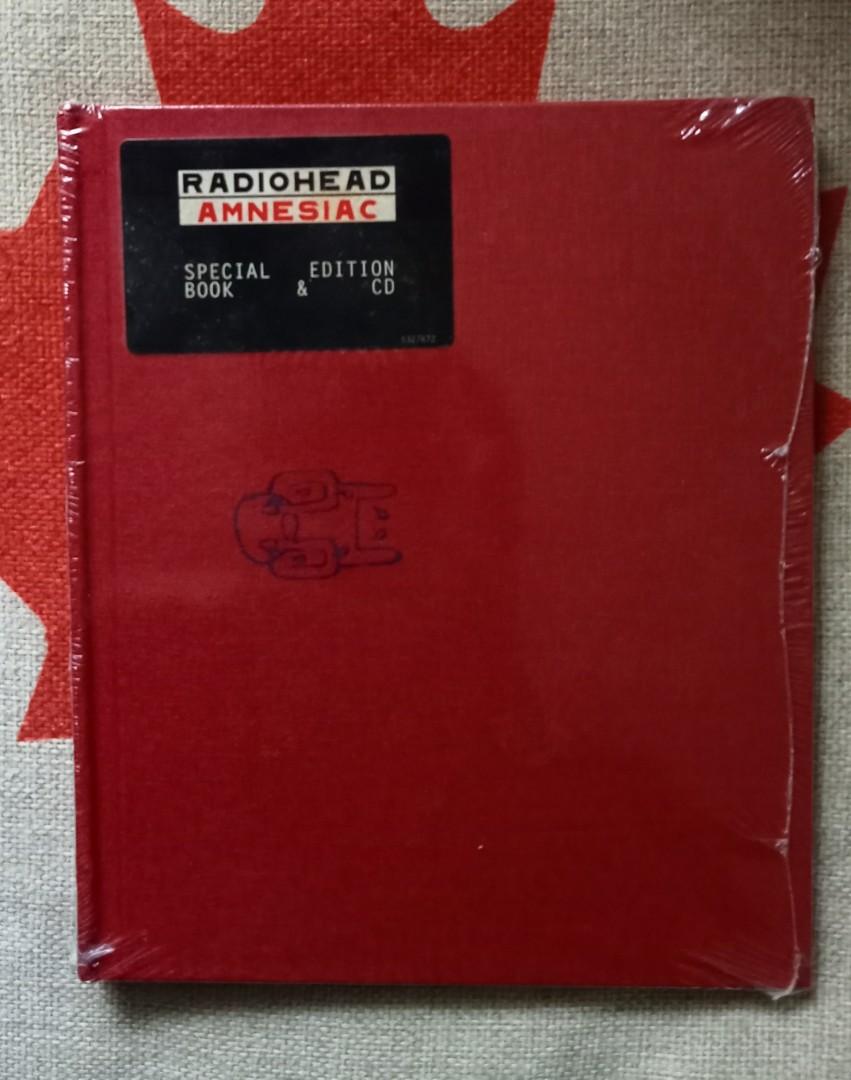 RADIOHEAD
AMNESIAC
SPECIAL EDITION
BOOK & CD